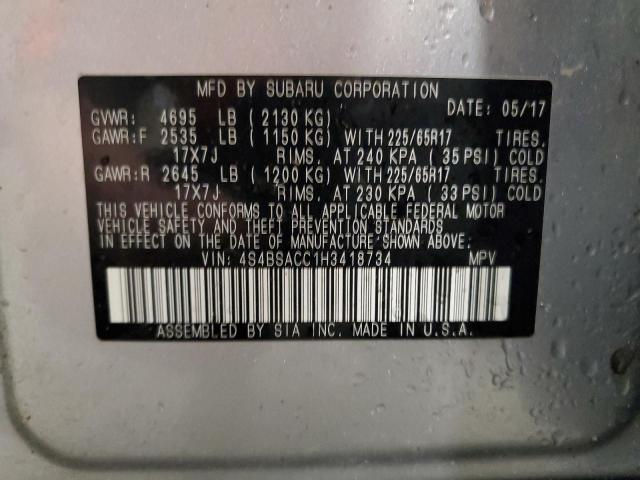 MFD BY SUBARU CORPORATION
GVWR: 4695 LB (2130 KG) DATE: 05/17
GAWR:F 2535 LB (1150 KG) WITH 225/65R17 TIRES.
17X7J RIMS. AT 240 KPA (35 PSI) COLD
GAWR:R 2645 LB (1200 KG) WITH 225/65R17 TIRES.
17X7J RIMS. AT 230 KPA (33 PSI) COLD
THIS VEHICLE CONFORMS TO ALL APPLICABLE FEDERAL MOTOR
VEHICLE SAFETY AND THEFT PREVENTION STANDARDS IN EFFECT
ON THE DATE OF MANUFACTURE SHOWN ABOVE.
VIN: 4S4BSACC1H3418734 MPV
ASSEMBLED BY SIA INC. MADE IN U.S.A.